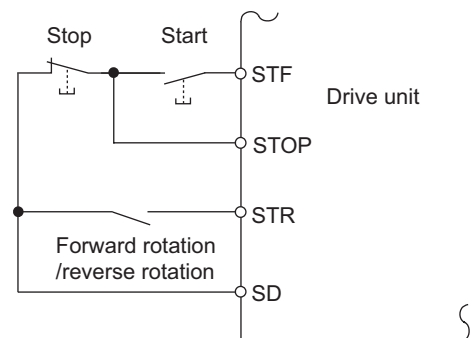 Stop
Start
STF
Drive unit
STOP
STR
Forward rotation
/reverse rotation
SD